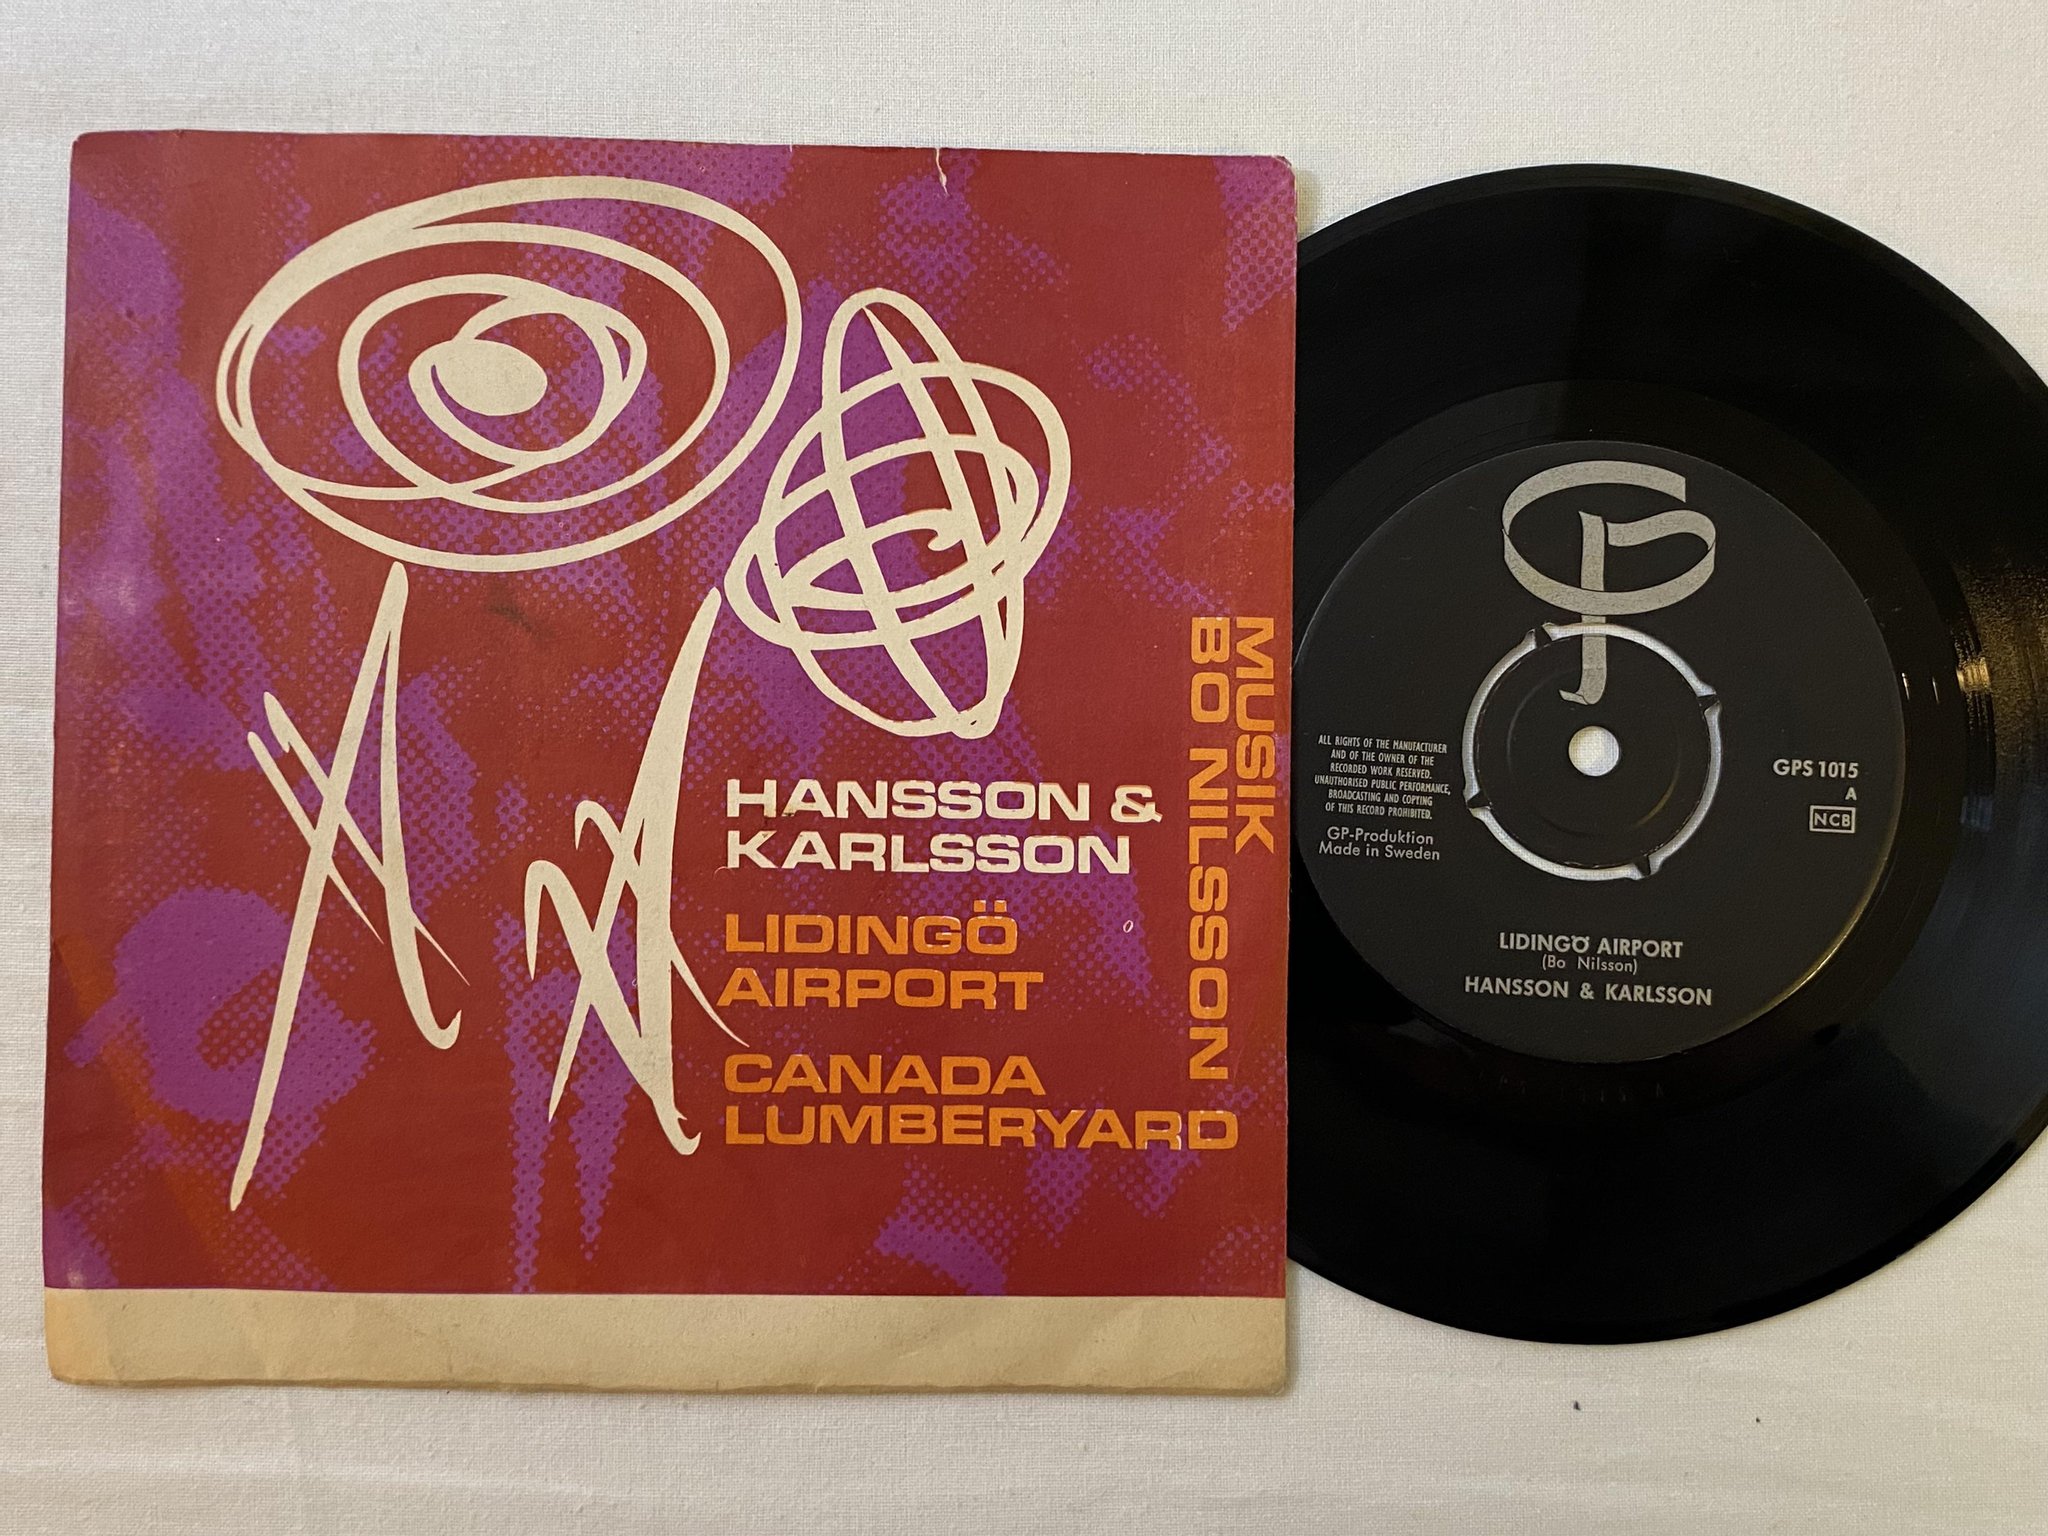 HANSSON &
KARLSSON
LIDINGÖ
AIRPORT
CANADA
LUMBERYARD
MUSIK
BO NILSSON
GP
ALL RIGHTS OF THE MANUFACTURER
AND OF THE OWNER OF THE
RECORDED WORK RESERVED.
UNAUTHORISED PUBLIC PERFORMANCE,
BROADCASTING AND COPYING
OF THIS RECORD PROHIBITED.
GP-Produktion
Made in Sweden
GPS 1015
A
NCB
LIDINGÖ AIRPORT
(Bo Nilsson)
HANSSON & KARLSSON